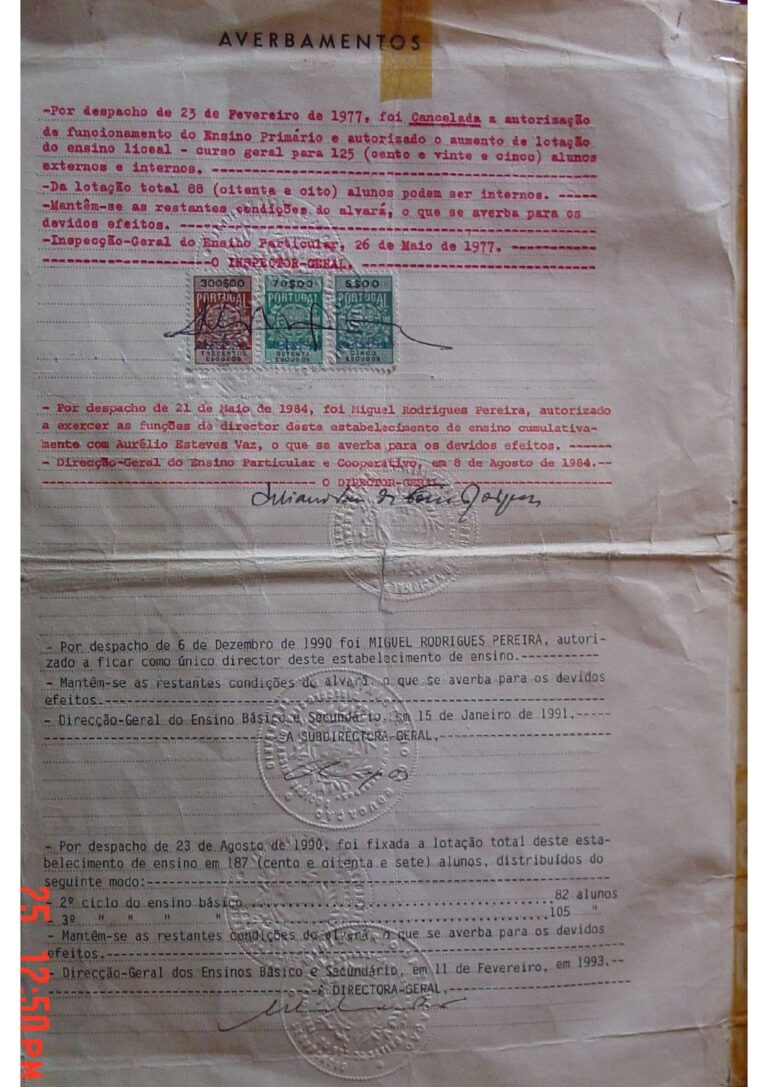 AVERBAMENTOS
-Por despacho de 23 de Fevereiro de 1977, foi Cancelada a autorização
de funcionamento do Ensino Primário e autorizado o aumento de lotação
do ensino liceal - curso geral para 125 (cento e vinte e cinco) alunos
externos e internos. ---
-Da lotação total 88 (oitenta e oito) alunos podem ser internos. -----
-Mantêm-se as restantes condições do alvará, o que se averba para os
devidos efeitos. ---
-Inspecção-Geral do Ensino Particular, 26 de Maio de 1977. ---
---O INSPECTOR-GERAL, ---
300$00 70$00 5$00
PORTUGAL PORTUGAL PORTUGAL
TREZENTOS ESCUDOS SETENTA ESCUDOS CINCO ESCUDOS
- Por despacho de 21 de Maio de 1984, foi Miguel Rodrigues Pereira, autorizado
a exercer as funções de director deste estabelecimento de ensino cumulativa-
mente com Aurélio Esteves Vaz, o que se averba para os devidos efeitos. ---
- Direcção-Geral do Ensino Particular e Cooperativo, em 8 de Agosto de 1984.--
--- O DIRECTOR-GERAL ---
- Por despacho de 6 de Dezembro de 1990 foi MIGUEL RODRIGUES PEREIRA, autori-
zado a ficar como único director deste estabelecimento de ensino.---
- Mantêm-se as restantes condições do alvará, o que se averba para os devidos
efeitos.---
- Direcção-Geral do Ensino Básico e Secundário, em 15 de Janeiro de 1991.-----
---A SUBDIRECTORA-GERAL,---
- Por despacho de 23 de Agosto de 1990, foi fixada a lotação total deste esta-
belecimento de ensino em 187 (cento e oitenta e sete) alunos, distribuídos do
seguinte modo:---
- 2º ciclo do ensino básico...82 alunos
- 3º " " " "...105 "
- Mantêm-se as restantes condições do alvará, o que se averba para os devidos
efeitos.---
- Direcção-Geral dos Ensinos Básico e Secundário, em 11 de Fevereiro, em 1993.--
---A DIRECTORA-GERAL,---
25 12:50 PM